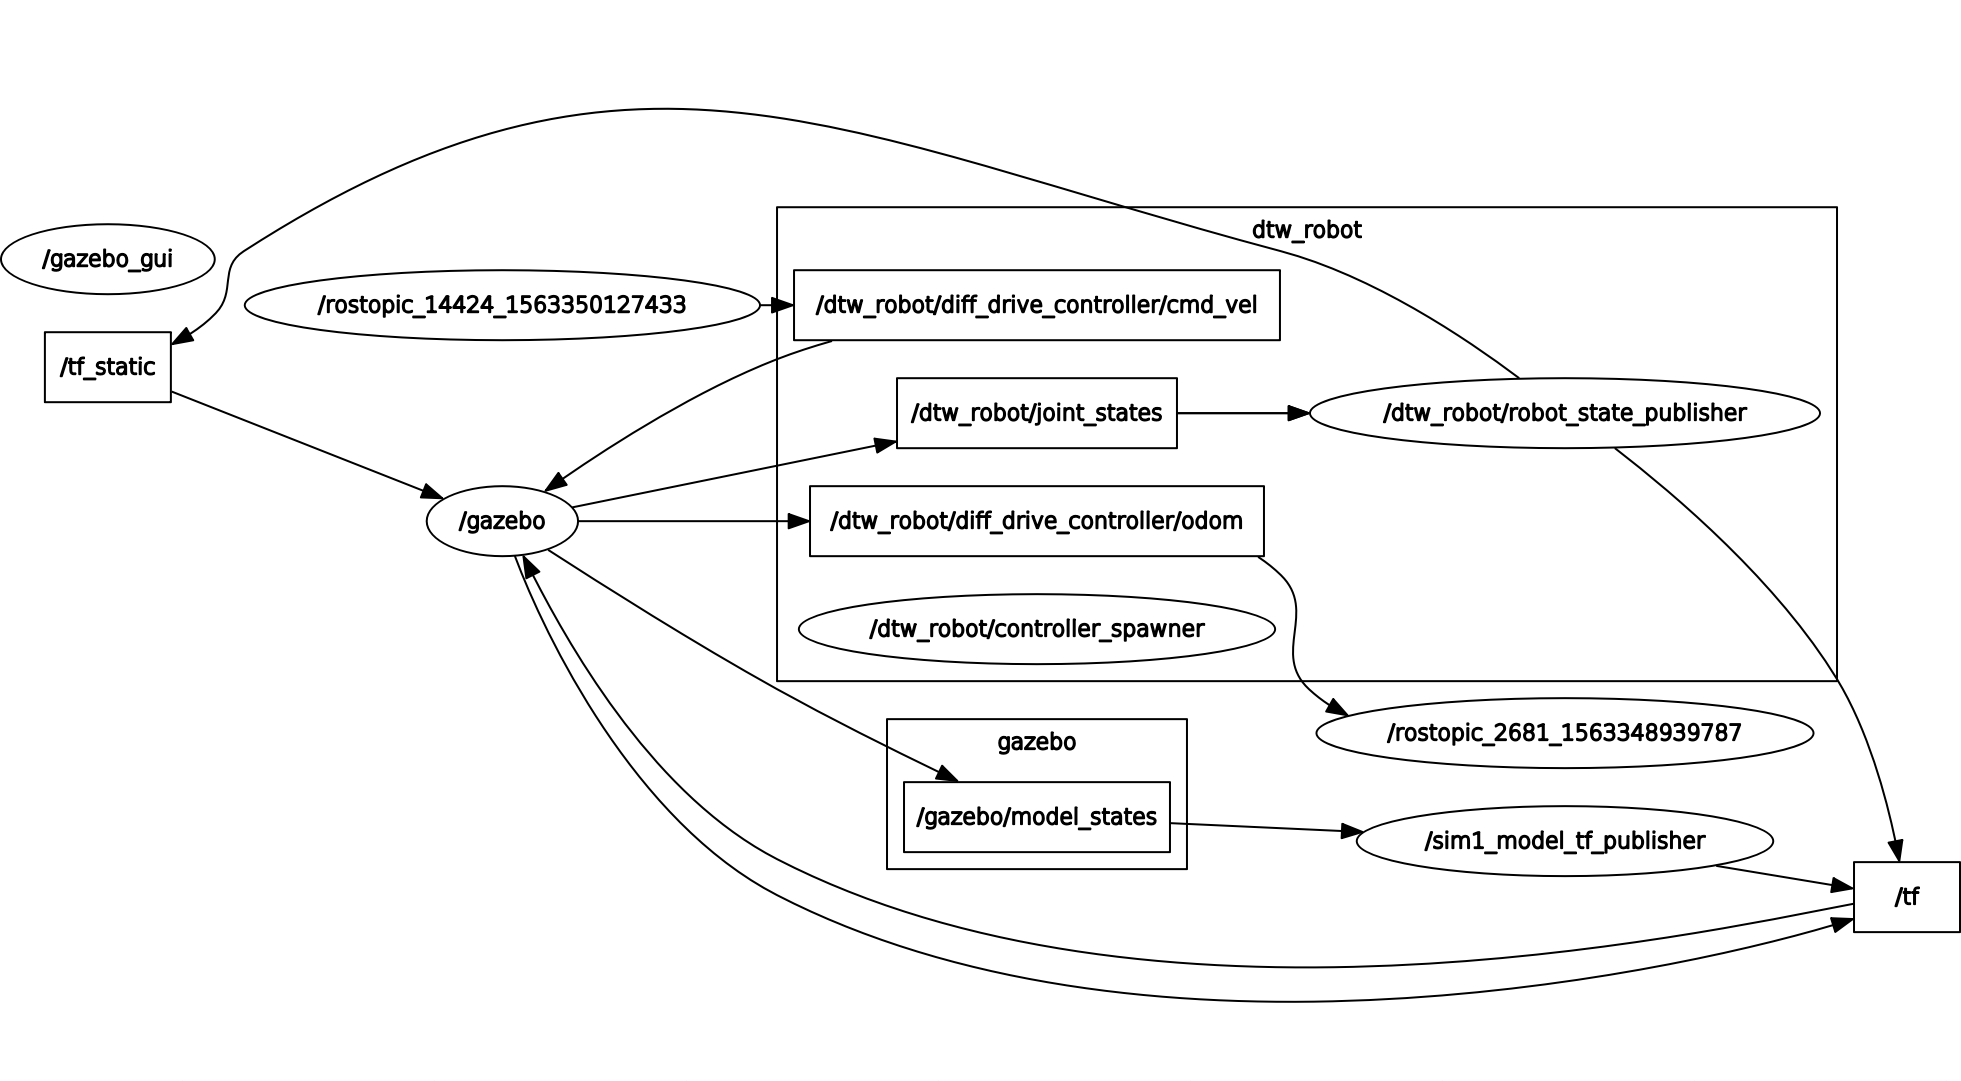 dtw_robot
/gazebo_gui
/rostopic_14424_1563350127433
/dtw_robot/diff_drive_controller/cmd_vel
/tf_static
/dtw_robot/joint_states
/dtw_robot/robot_state_publisher
/gazebo
/dtw_robot/diff_drive_controller/odom
/dtw_robot/controller_spawner
/rostopic_2681_1563348939787
gazebo
/gazebo/model_states
/sim1_model_tf_publisher
/tf